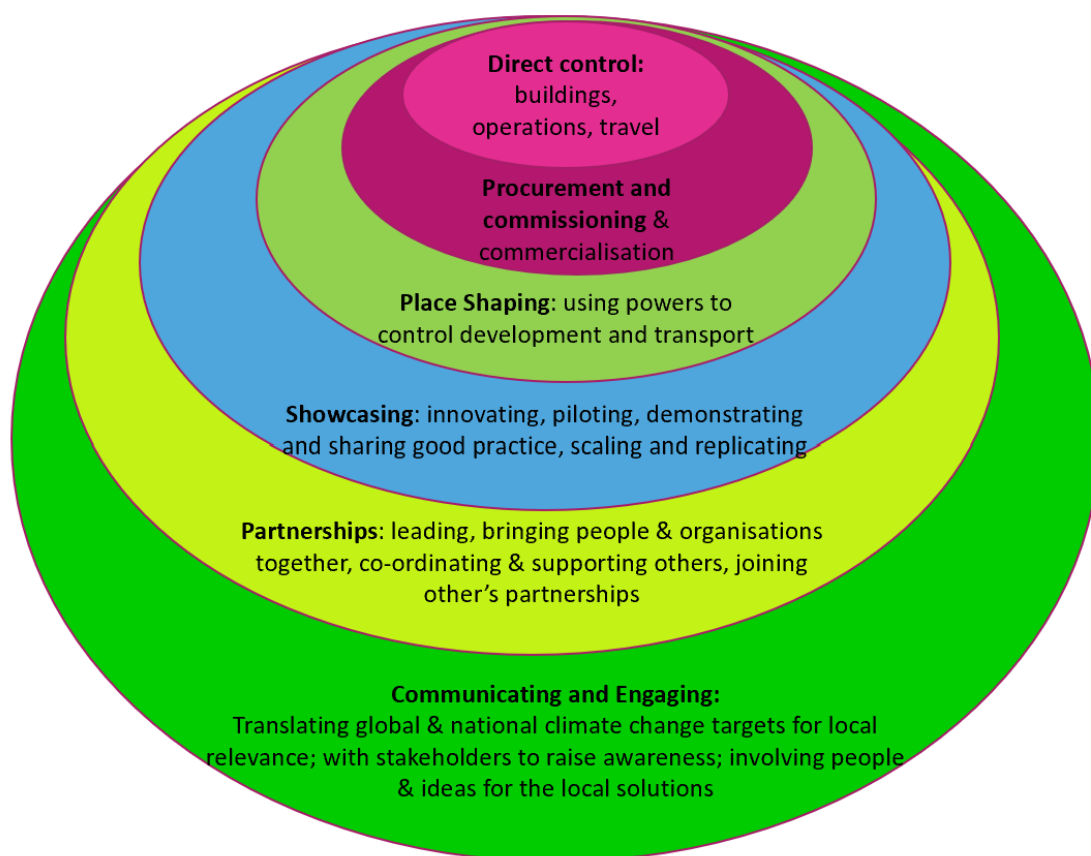 Direct control:
buildings,
operations, travel
Procurement and
commissioning &
commercialisation
Place Shaping: using powers to
control development and transport
Showcasing: innovating, piloting, demonstrating
and sharing good practice, scaling and replicating
Partnerships: leading, bringing people & organisations
together, co-ordinating & supporting others, joining
other’s partnerships
Communicating and Engaging:
Translating global & national climate change targets for local
relevance; with stakeholders to raise awareness; involving people
& ideas for the local solutions